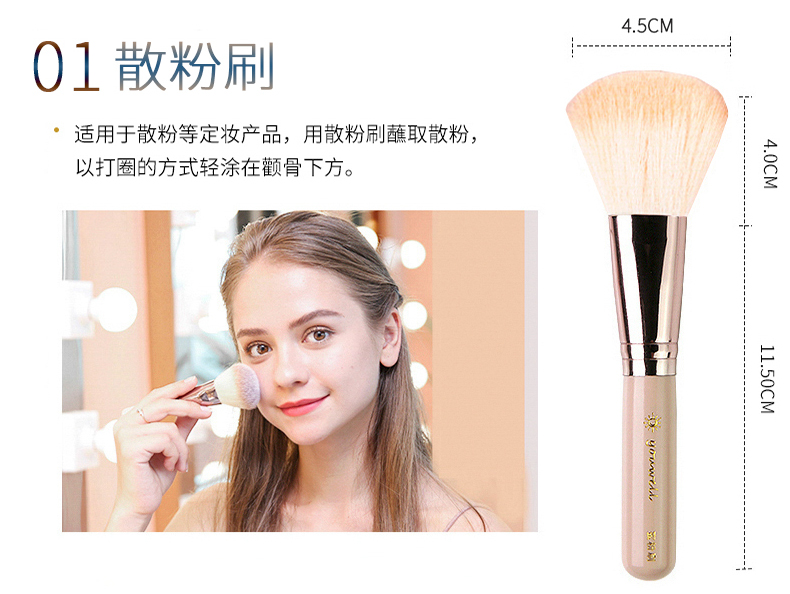 01 散粉刷
• 适用于散粉等定妆产品，用散粉刷蘸取散粉，
以打圈的方式轻涂在颧骨下方。
4.5CM
4.0CM
11.50CM